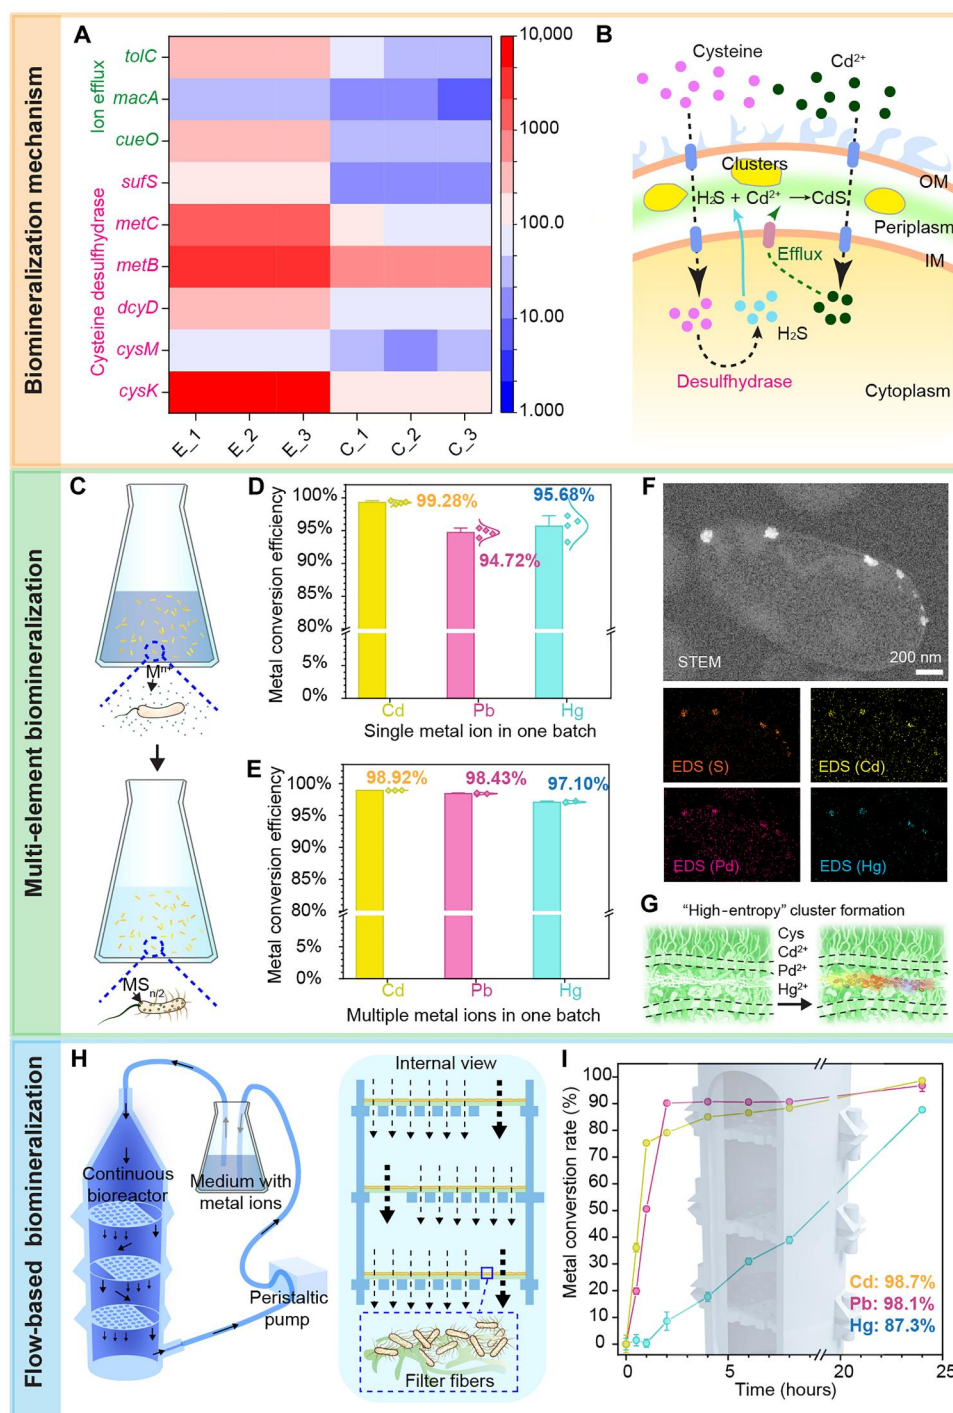 Biomineralization mechanism
A
Ion efflux
Cysteine desulfhydrase
tolC
macA
cueO
sufS
metC
metB
dcyD
cysM
cysK
E_1
E_2
E_3
C_1
C_2
C_3
10,000
1000
100.0
10.00
1.000
B
Cysteine
Cd2+
Clusters
OM
H2S + Cd2+ → CdS
Periplasm
IM
Efflux
H2S
Desulfhydrase
Cytoplasm
Multi-element biomineralization
C
Mn+
MSn/2
D
Metal conversion efficiency
100%
95%
90%
85%
80%
5%
0%
99.28%
94.72%
95.68%
Cd
Pb
Hg
Single metal ion in one batch
E
Metal conversion efficiency
100%
95%
90%
85%
80%
5%
0%
98.92%
98.43%
97.10%
Cd
Pb
Hg
Multiple metal ions in one batch
F
STEM
200 nm
EDS (S)
EDS (Cd)
EDS (Pd)
EDS (Hg)
G
“High-entropy” cluster formation
Cys
Cd2+
Pd2+
Hg2+
Flow-based biomineralization
H
Continuous
bioreactor
Medium with
metal ions
Peristaltic
pump
Internal view
Filter fibers
I
Metal converstion rate (%)
100
90
80
70
60
50
40
30
20
10
0
Cd: 98.7%
Pb: 98.1%
Hg: 87.3%
0
5
20
25
Time (hours)